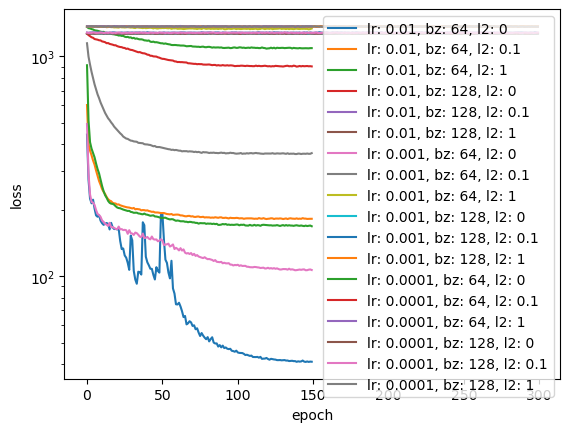 10³
10²
loss
0
50
100
150
200
250
300
epoch
lr: 0.01, bz: 64, l2: 0
lr: 0.01, bz: 64, l2: 0.1
lr: 0.01, bz: 64, l2: 1
lr: 0.01, bz: 128, l2: 0
lr: 0.01, bz: 128, l2: 0.1
lr: 0.01, bz: 128, l2: 1
lr: 0.001, bz: 64, l2: 0
lr: 0.001, bz: 64, l2: 0.1
lr: 0.001, bz: 64, l2: 1
lr: 0.001, bz: 128, l2: 0
lr: 0.001, bz: 128, l2: 0.1
lr: 0.001, bz: 128, l2: 1
lr: 0.0001, bz: 64, l2: 0
lr: 0.0001, bz: 64, l2: 0.1
lr: 0.0001, bz: 64, l2: 1
lr: 0.0001, bz: 128, l2: 0
lr: 0.0001, bz: 128, l2: 0.1
lr: 0.0001, bz: 128, l2: 1